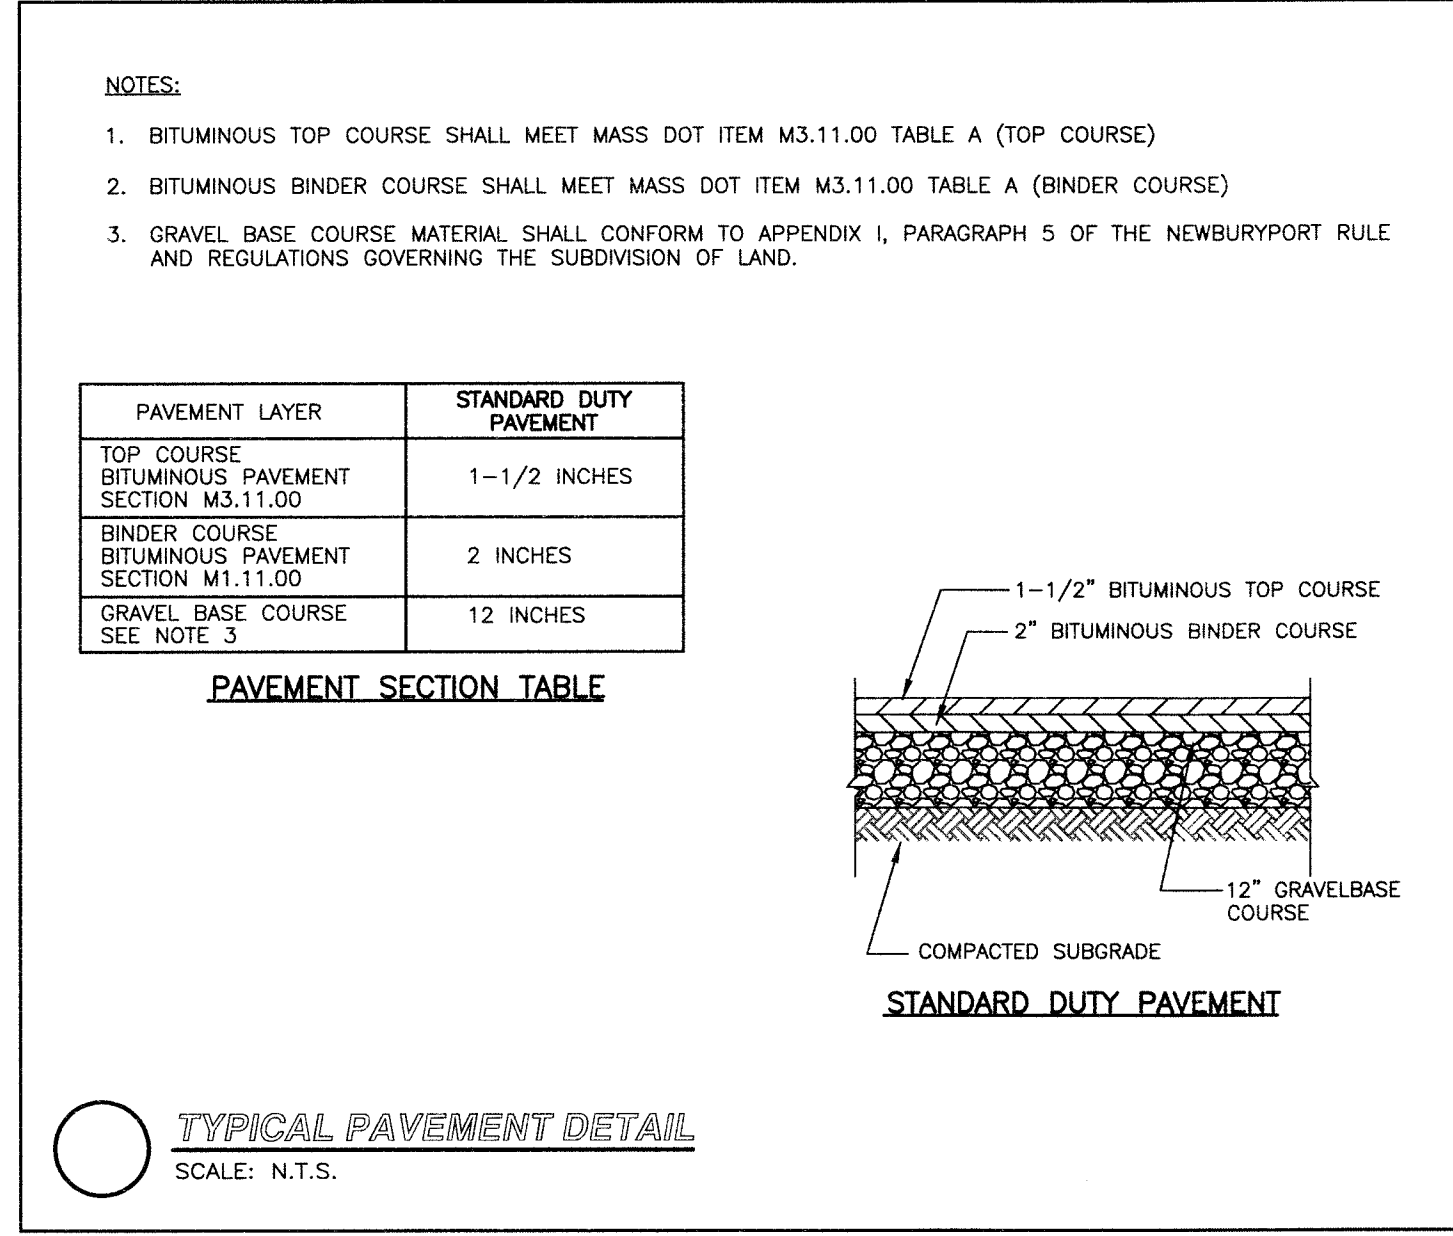 NOTES:
1. BITUMINOUS TOP COURSE SHALL MEET MASS DOT ITEM M3.11.00 TABLE A (TOP COURSE)
2. BITUMINOUS BINDER COURSE SHALL MEET MASS DOT ITEM M3.11.00 TABLE A (BINDER COURSE)
3. GRAVEL BASE COURSE MATERIAL SHALL CONFORM TO APPENDIX I, PARAGRAPH 5 OF THE NEWBURYPORT RULE
AND REGULATIONS GOVERNING THE SUBDIVISION OF LAND.
PAVEMENT LAYER
STANDARD DUTY
PAVEMENT
TOP COURSE
BITUMINOUS PAVEMENT
SECTION M3.11.00
1-1/2 INCHES
BINDER COURSE
BITUMINOUS PAVEMENT
SECTION M1.11.00
2 INCHES
GRAVEL BASE COURSE
SEE NOTE 3
12 INCHES
PAVEMENT SECTION TABLE
1-1/2" BITUMINOUS TOP COURSE
2" BITUMINOUS BINDER COURSE
12" GRAVELBASE
COURSE
COMPACTED SUBGRADE
STANDARD DUTY PAVEMENT
TYPICAL PAVEMENT DETAIL
SCALE: N.T.S.